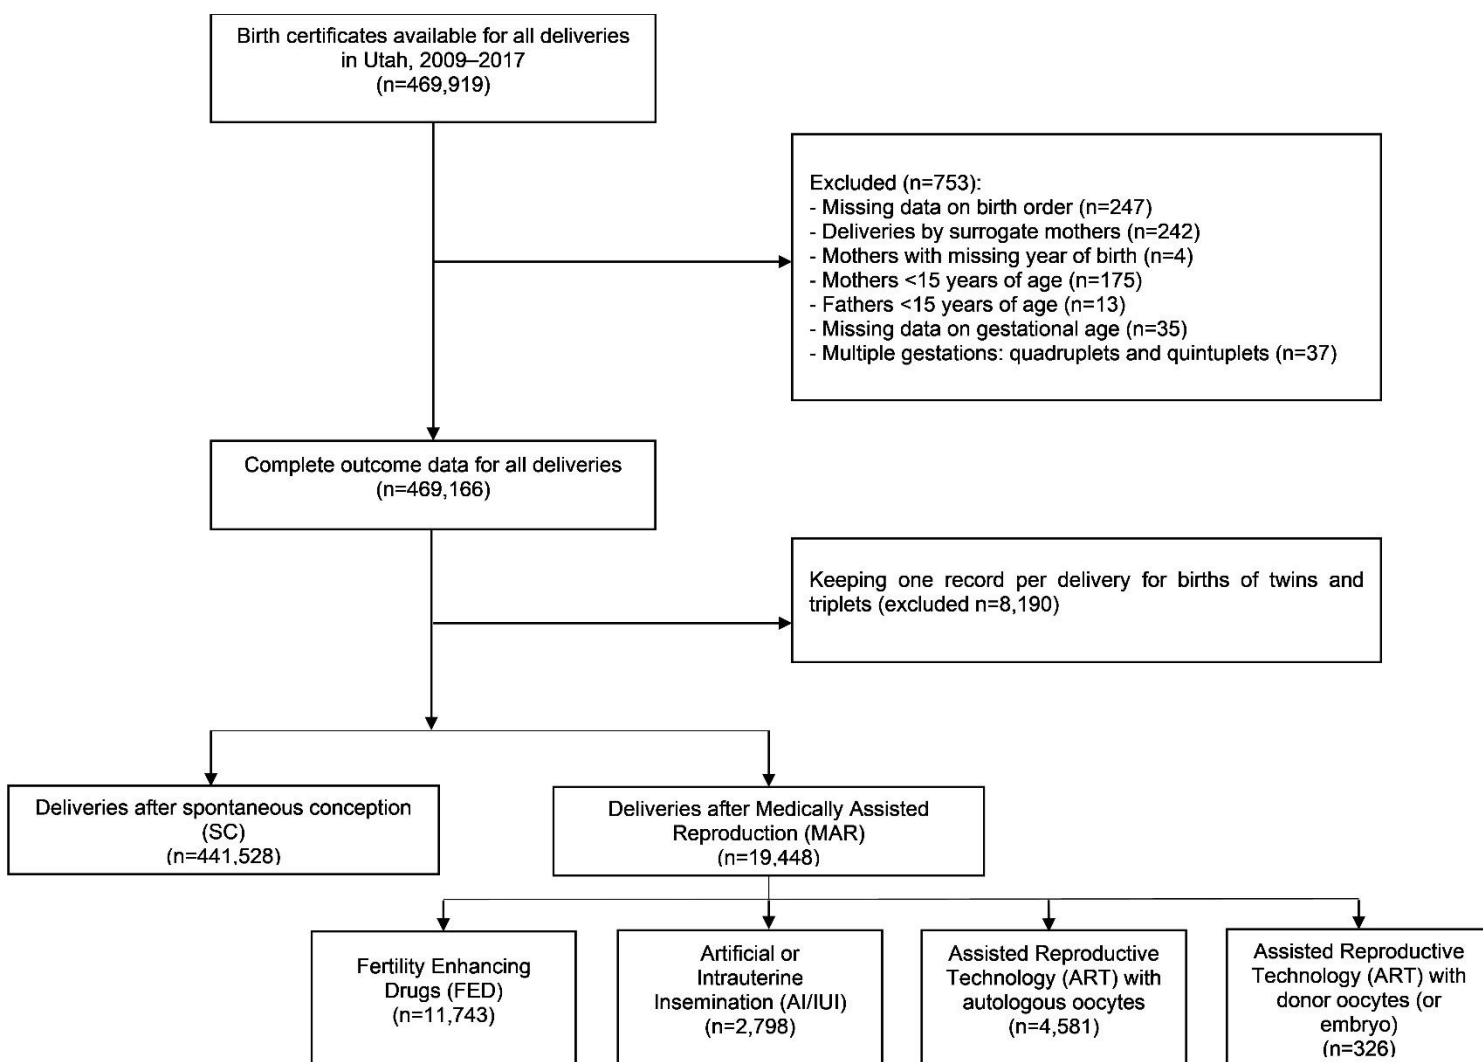 Birth certificates available for all deliveries
in Utah, 2009–2017
(n=469,919)
Excluded (n=753):
- Missing data on birth order (n=247)
- Deliveries by surrogate mothers (n=242)
- Mothers with missing year of birth (n=4)
- Mothers <15 years of age (n=175)
- Fathers <15 years of age (n=13)
- Missing data on gestational age (n=35)
- Multiple gestations: quadruplets and quintuplets (n=37)
Complete outcome data for all deliveries
(n=469,166)
Keeping one record per delivery for births of twins and
triplets (excluded n=8,190)
Deliveries after spontaneous conception
(SC)
(n=441,528)
Deliveries after Medically Assisted
Reproduction (MAR)
(n=19,448)
Fertility Enhancing
Drugs (FED)
(n=11,743)
Artificial or
Intrauterine
Insemination (AI/IUI)
(n=2,798)
Assisted Reproductive
Technology (ART) with
autologous oocytes
(n=4,581)
Assisted Reproductive
Technology (ART) with
donor oocytes (or
embryo)
(n=326)